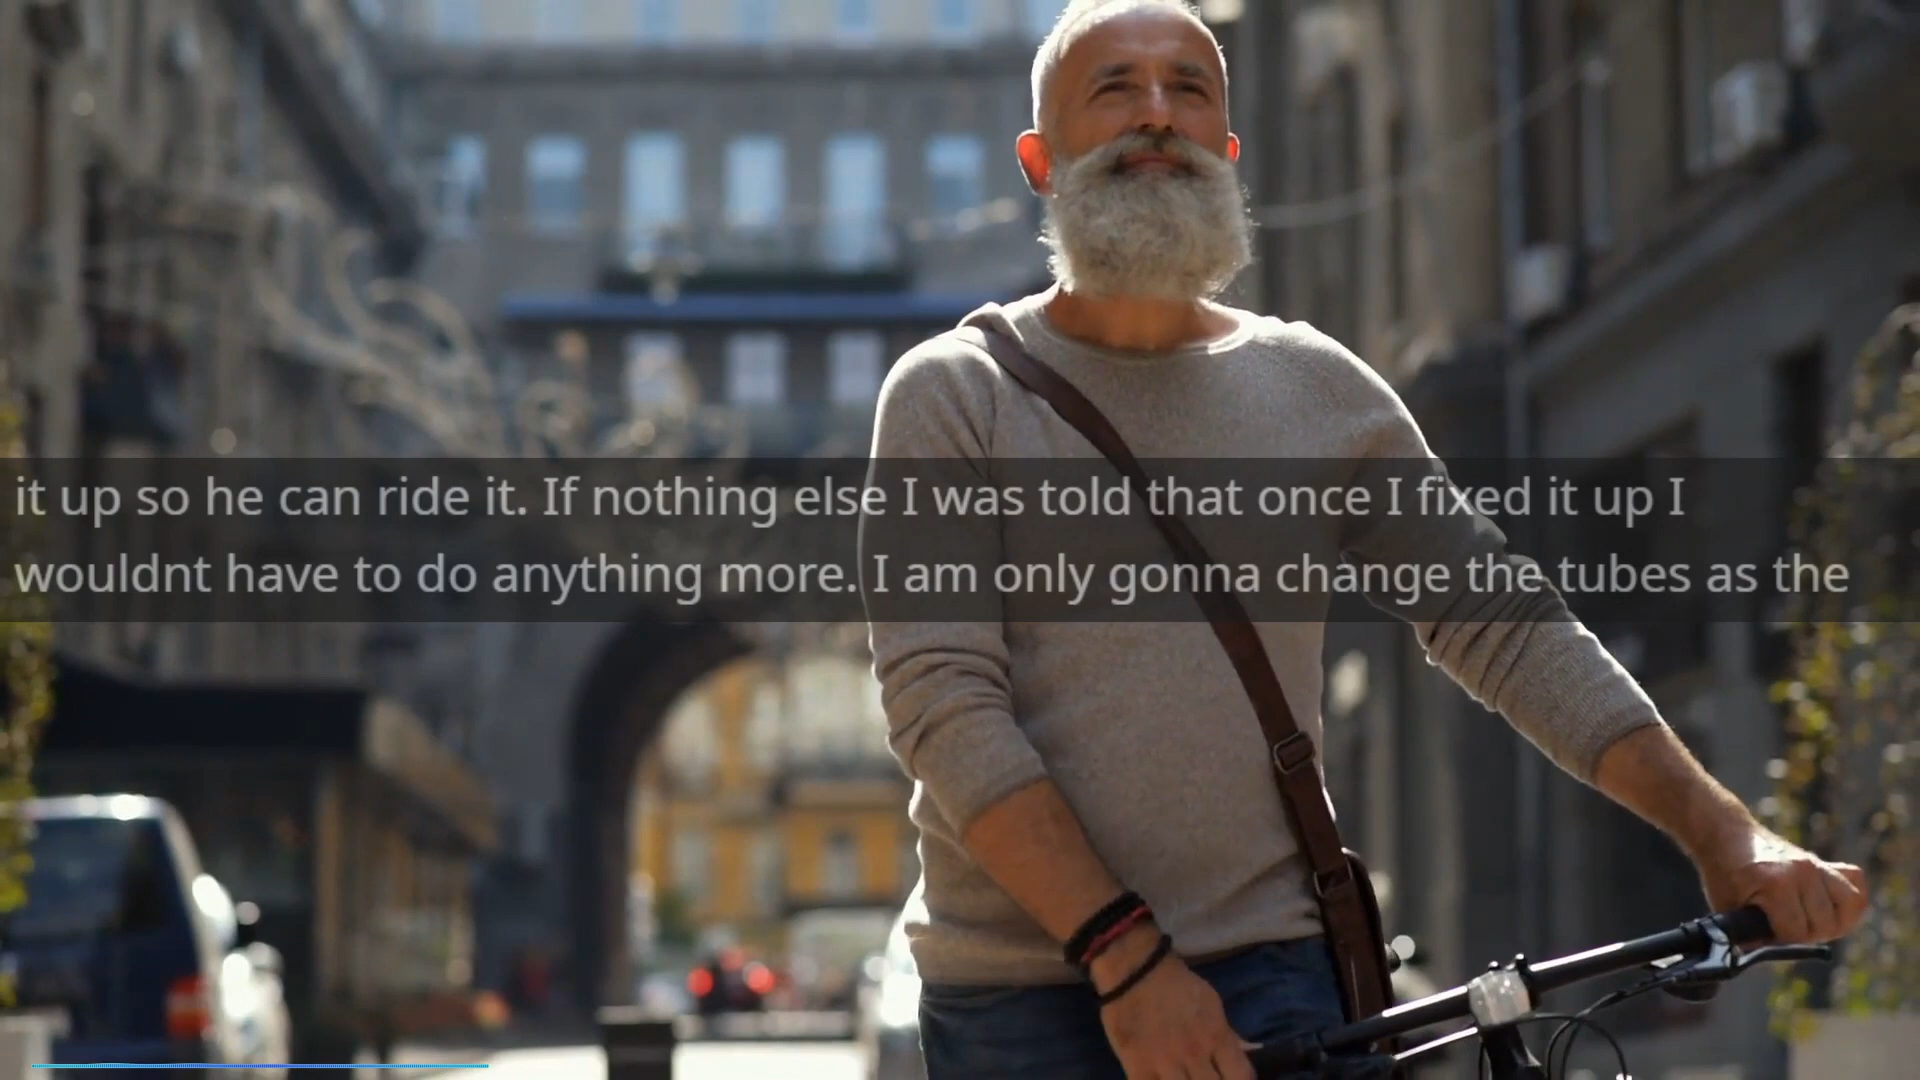 it up so he can ride it. If nothing else I was told that once I fixed it up I
wouldnt have to do anything more. I am only gonna change the tubes as the